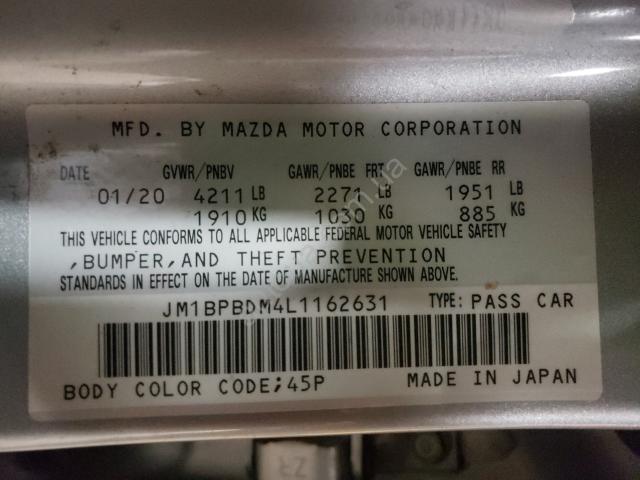 MFD. BY MAZDA MOTOR CORPORATION
DATE GVWR/PNBV GAWR/PNBE FRT GAWR/PNBE RR
01/20 4211 LB 2271 LB 1951 LB
1910 KG 1030 KG 885 KG
THIS VEHICLE CONFORMS TO ALL APPLICABLE FEDERAL MOTOR VEHICLE SAFETY
,BUMPER,AND THEFT PREVENTION
STANDARDS IN EFFECT ON THE DATE OF MANUFACTURE SHOWN ABOVE.
JM1BPBDM4L1162631 TYPE: PASS CAR
BODY COLOR CODE;45P MADE IN JAPAN